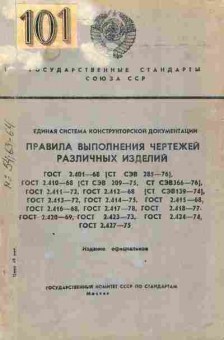 101
ГОСУДАРСТВЕННЫЕ СТАНДАРТЫ
СОЮЗА ССР
ЕДИНАЯ СИСТЕМА КОНСТРУКТОРСКОЙ ДОКУМЕНТАЦИИ
ПРАВИЛА ВЫПОЛНЕНИЯ ЧЕРТЕЖЕЙ
РАЗЛИЧНЫХ ИЗДЕЛИЙ
ГОСТ 2.401—68 [СТ СЭВ 285—76],
ГОСТ 2.410—68 [СТ СЭВ 209—75, СТ СЭВ366—76],
ГОСТ 2.411—72, ГОСТ 2.412—68 [СТ СЭВ139—74],
ГОСТ 2.413—72, ГОСТ 2.414—75, ГОСТ 2.415—68,
ГОСТ 2.416—68, ГОСТ 2.417—78, ГОСТ 2.418—77,
ГОСТ 2.420—69, ГОСТ 2.422—73, ГОСТ 2.424—74,
ГОСТ 2.427—75
Издание официальное
ГОСУДАРСТВЕННЫЙ КОМИТЕТ СССР ПО СТАНДАРТАМ
Москва